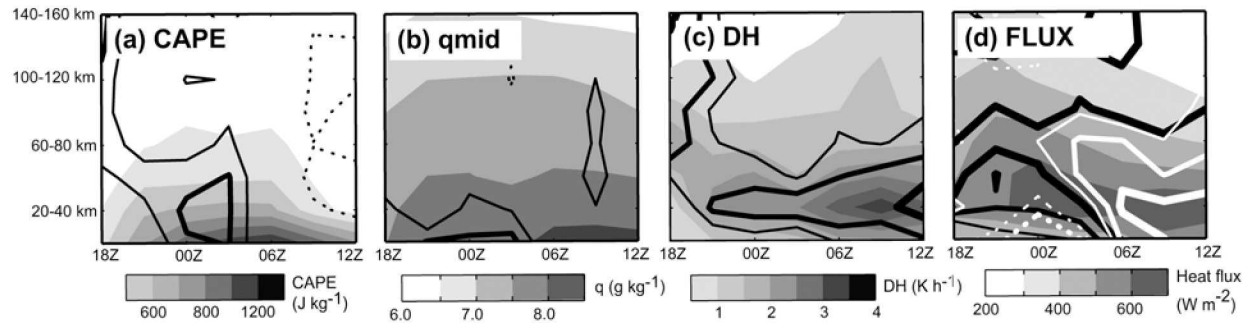 140-160 km
100-120 km
60-80 km
20-40 km
(a) CAPE
(b) qmid
(c) DH
(d) FLUX
18Z 00Z 06Z 12Z
18Z 00Z 06Z 12Z
18Z 00Z 06Z 12Z
18Z 00Z 06Z 12Z
600 800 1200
CAPE
(J kg-1)
6.0 7.0 8.0
q (g kg-1)
1 2 3 4
DH (K h-1)
200 400 600
Heat flux
(W m-2)